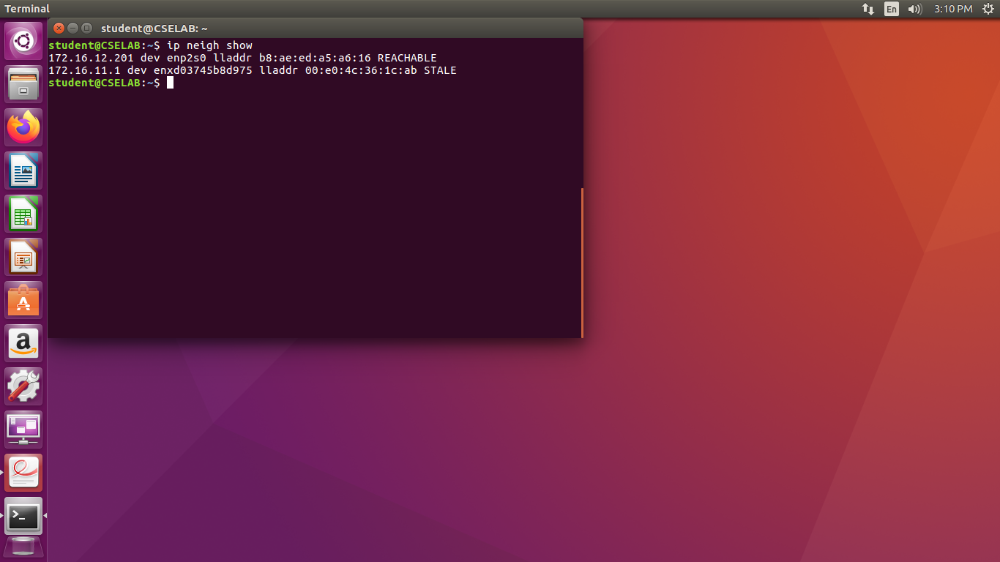 Terminal
En
3:10 PM
student@CSELAB: ~
student@CSELAB:~$ ip neigh show
172.16.12.201 dev enp2s0 lladdr b8:ae:ed:a5:a6:16 REACHABLE
172.16.11.1 dev enxd03745b8d975 lladdr 00:e0:4c:36:1c:ab STALE
student@CSELAB:~$